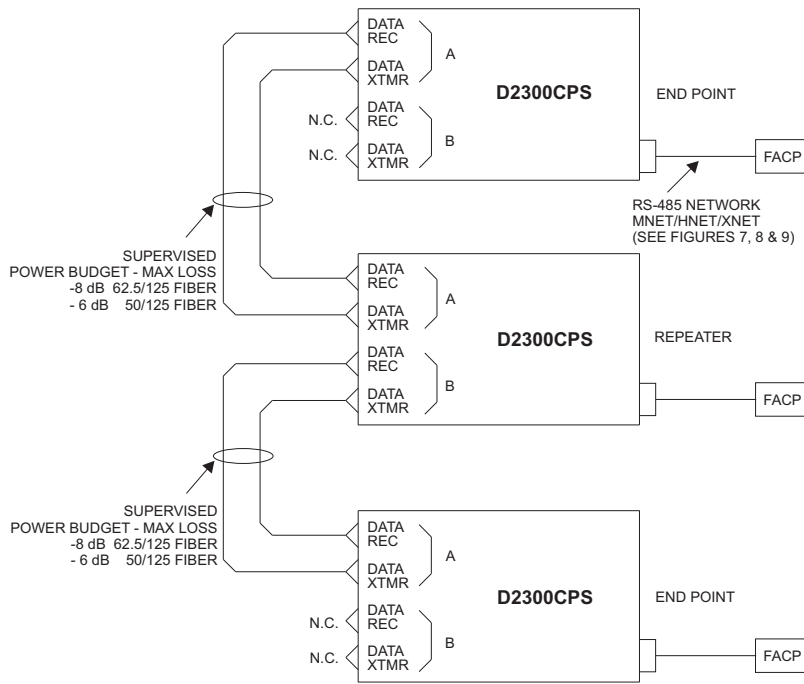 DATA
REC
DATA
XTMR
A
N.C.
DATA
REC
N.C.
DATA
XTMR
B
D2300CPS
END POINT
FACP
RS-485 NETWORK
MNET/HNET/XNET
(SEE FIGURES 7, 8 & 9)
SUPERVISED
POWER BUDGET - MAX LOSS
-8 dB 62.5/125 FIBER
- 6 dB 50/125 FIBER
DATA
REC
DATA
XTMR
A
DATA
REC
DATA
XTMR
B
D2300CPS
REPEATER
FACP
SUPERVISED
POWER BUDGET - MAX LOSS
-8 dB 62.5/125 FIBER
- 6 dB 50/125 FIBER
DATA
REC
DATA
XTMR
A
N.C.
DATA
REC
N.C.
DATA
XTMR
B
D2300CPS
END POINT
FACP